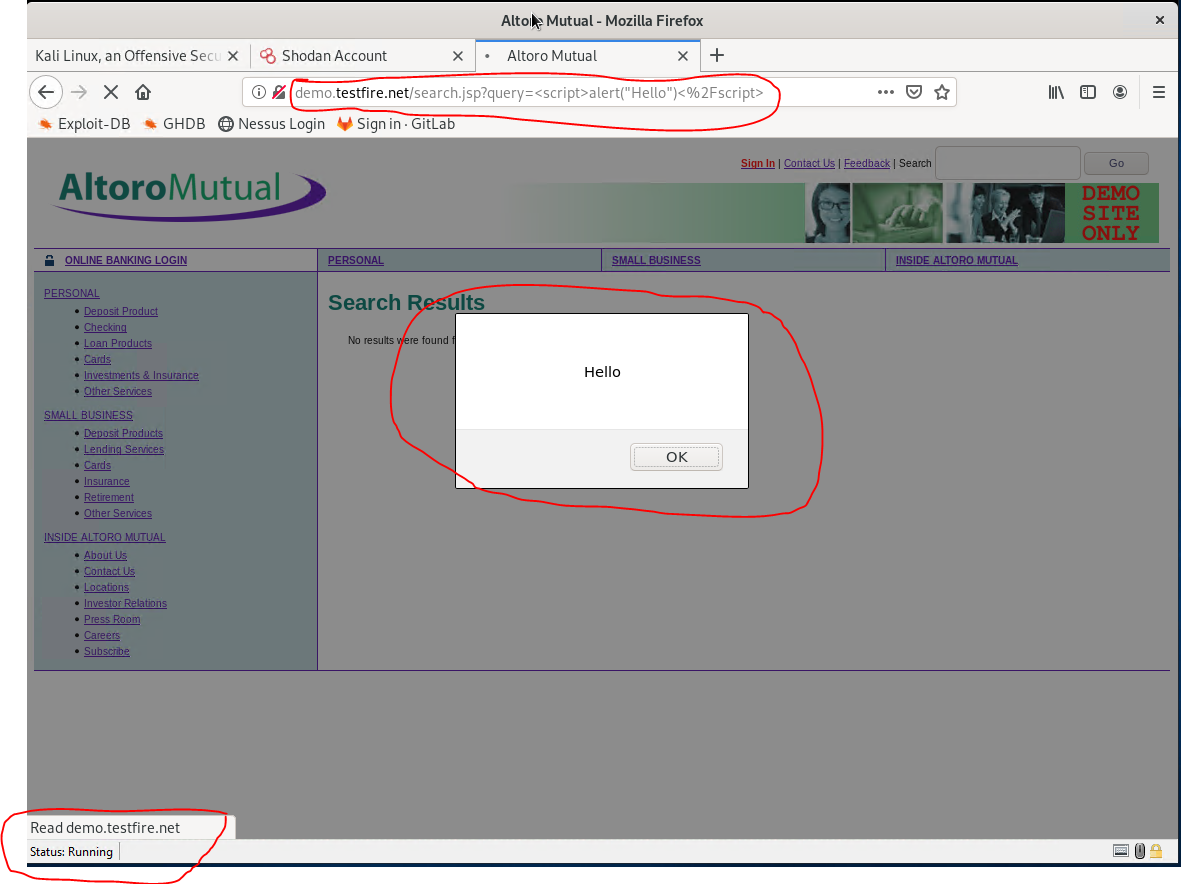 Altoro Mutual - Mozilla Firefox
Kali Linux, an Offensive Secu
Shodan Account
Altoro Mutual
demo.testfire.net/search.jsp?query=<script>alert("Hello")<%2Fscript>
Exploit-DB GHDB Nessus Login Sign in · GitLab
Sign In | Contact Us | Feedback | Search Go
AltoroMutual
DEMO
SITE
ONLY
ONLINE BANKING LOGIN PERSONAL SMALL BUSINESS INSIDE ALTORO MUTUAL
PERSONAL
Deposit Product
Checking
Loan Products
Cards
Investments & Insurance
Other Services
SMALL BUSINESS
Deposit Products
Lending Services
Cards
Insurance
Retirement
Other Services
INSIDE ALTORO MUTUAL
About Us
Contact Us
Locations
Investor Relations
Press Room
Careers
Subscribe
Search Results
No results were found f
Hello
OK
Read demo.testfire.net
Status: Running